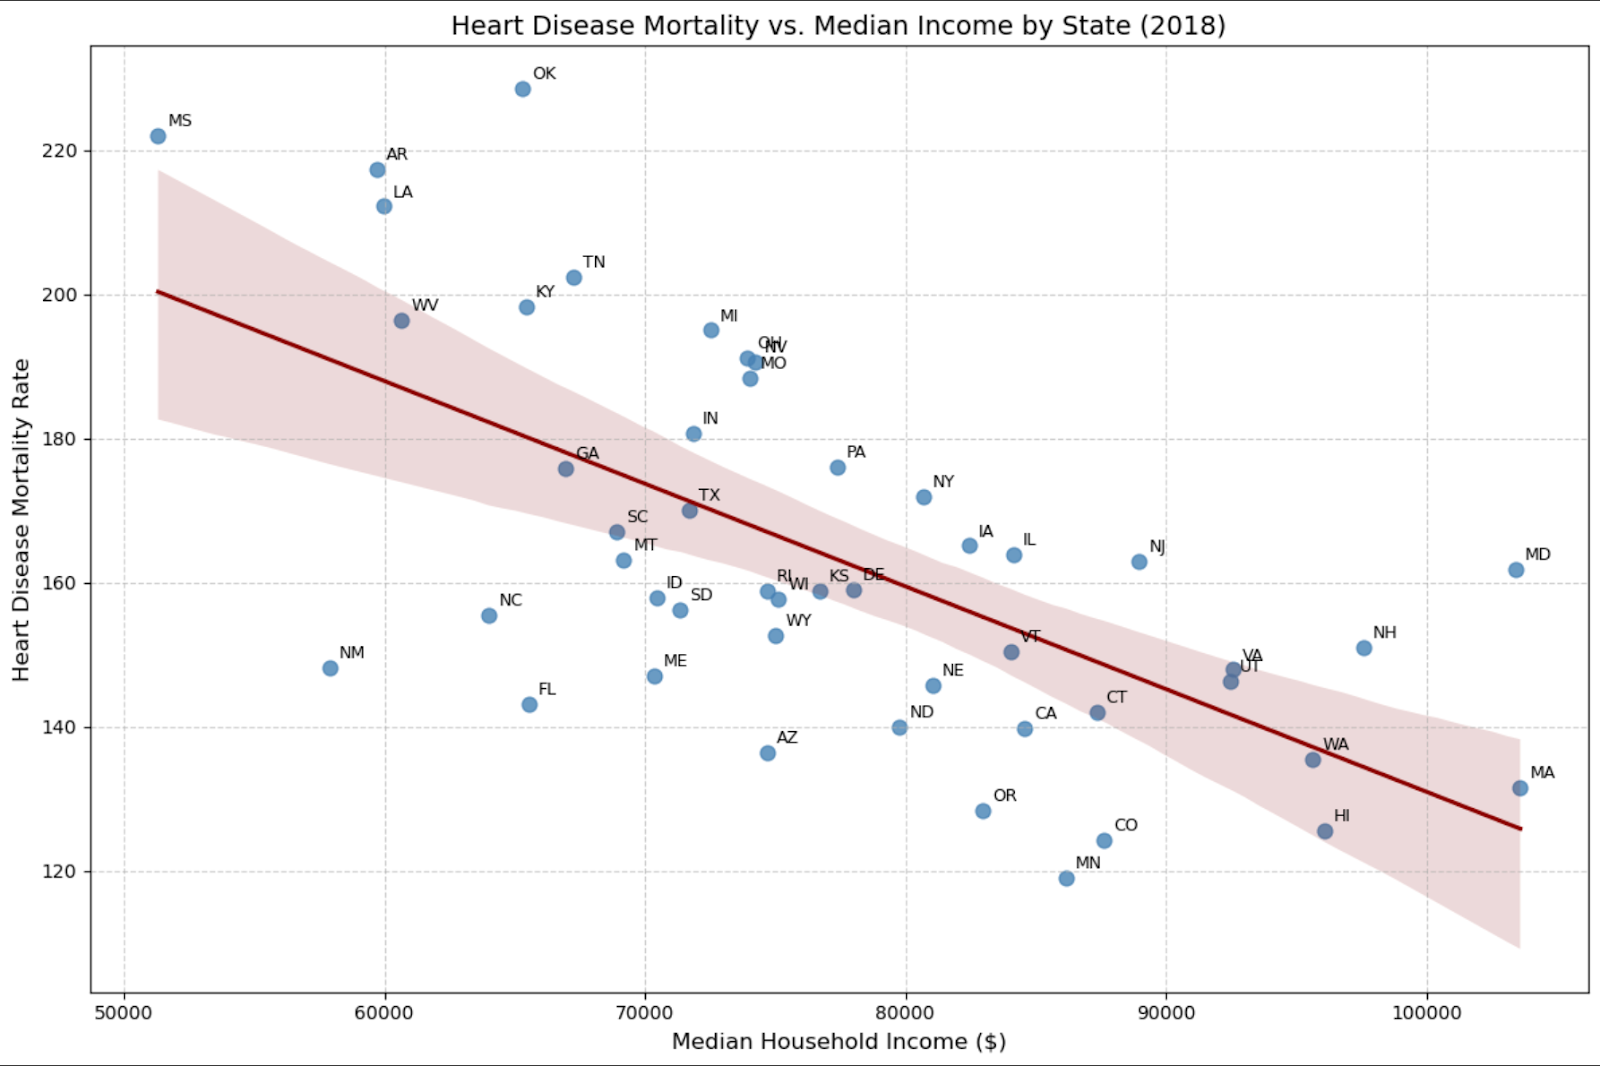 Heart Disease Mortality vs. Median Income by State (2018)
OK
MS
AR
LA
TN
KY
WV
MI
OH
NV
MO
IN
GA
PA
TX
NY
SC
IA
IL
MT
NJ
MD
ID
SD
RI
WI
KS
DE
NC
WY
VT
NH
NM
ME
NE
VA
UT
FL
CT
ND
CA
AZ
WA
MA
OR
CO
HI
MN
220
200
180
160
140
120
Heart Disease Mortality Rate
50000 60000 70000 80000 90000 100000
Median Household Income ($)